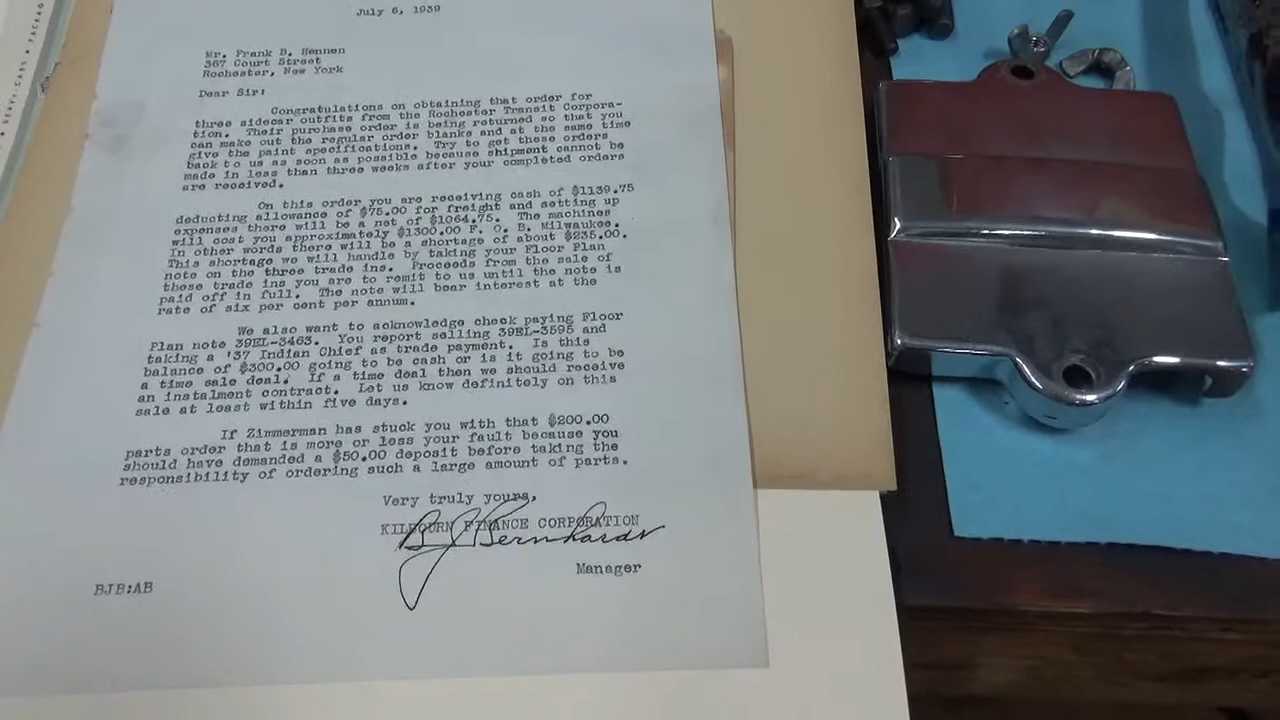 SERVI-CARS • PACKAG
July 6, 1939
Mr. Frank B. Hennen
367 Court Street
Rochester, New York
Dear Sir:
Congratulations on obtaining that order for
three sidecar outfits from the Rochester Transit Corpora-
tion. Their purchase order is being returned so that you
can make out the regular order blanks and at the same time
give the paint specifications. Try to get these orders
back to us as soon as possible because shipment cannot be
made in less than three weeks after your completed orders
are received.
On this order you are receiving cash of $1139.75
deducting allowance of $75.00 for freight and setting up
expenses there will be a net of $1064.75. The machines
will cost you approximately $1300.00 F. O. B. Milwaukee.
In other words there will be a shortage of about $235.00.
This shortage we will handle by taking your Floor Plan
note on the three trade ins. Proceeds from the sale of
these trade ins you are to remit to us until the note is
paid off in full. The note will bear interest at the
rate of six per cent per annum.
We also want to acknowledge check paying Floor
Plan note 39EL-3463. You report selling 39EL-3595 and
taking a '37 Indian Chief as trade payment. Is this
balance of $300.00 going to be cash or is it going to be
a time sale deal. If a time deal then we should receive
an instalment contract. Let us know definitely on this
sale at least within five days.
If Zimmerman has stuck you with that $200.00
parts order that is more or less your fault because you
should have demanded a $50.00 deposit before taking the
responsibility of ordering such a large amount of parts.
Very truly yours,
KILBOURN FINANCE CORPORATION
B J Bernhardt
Manager
BJB:AB